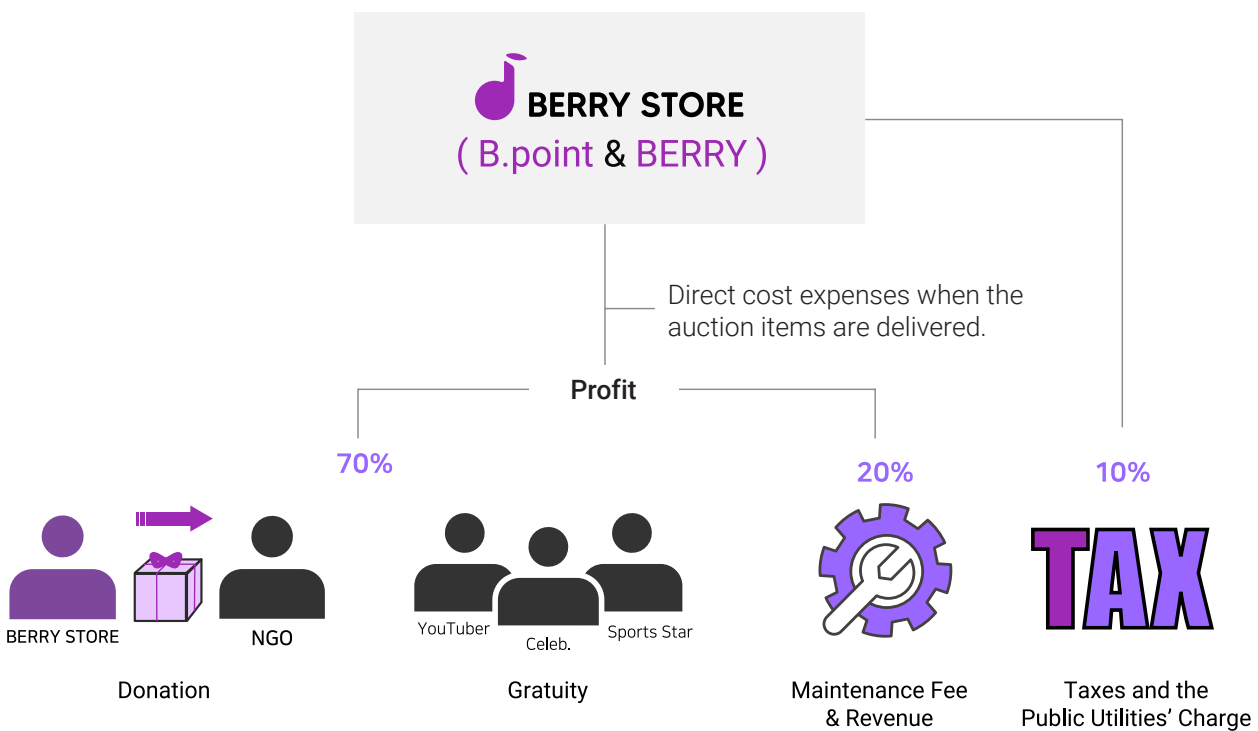 BERRY STORE
( B.point & BERRY )
Direct cost expenses when the
auction items are delivered.
Profit
70%
20%
10%
BERRY STORE
NGO
YouTuber
Celeb.
Sports Star
TAX
Donation
Gratuity
Maintenance Fee
& Revenue
Taxes and the
Public Utilities’ Charge